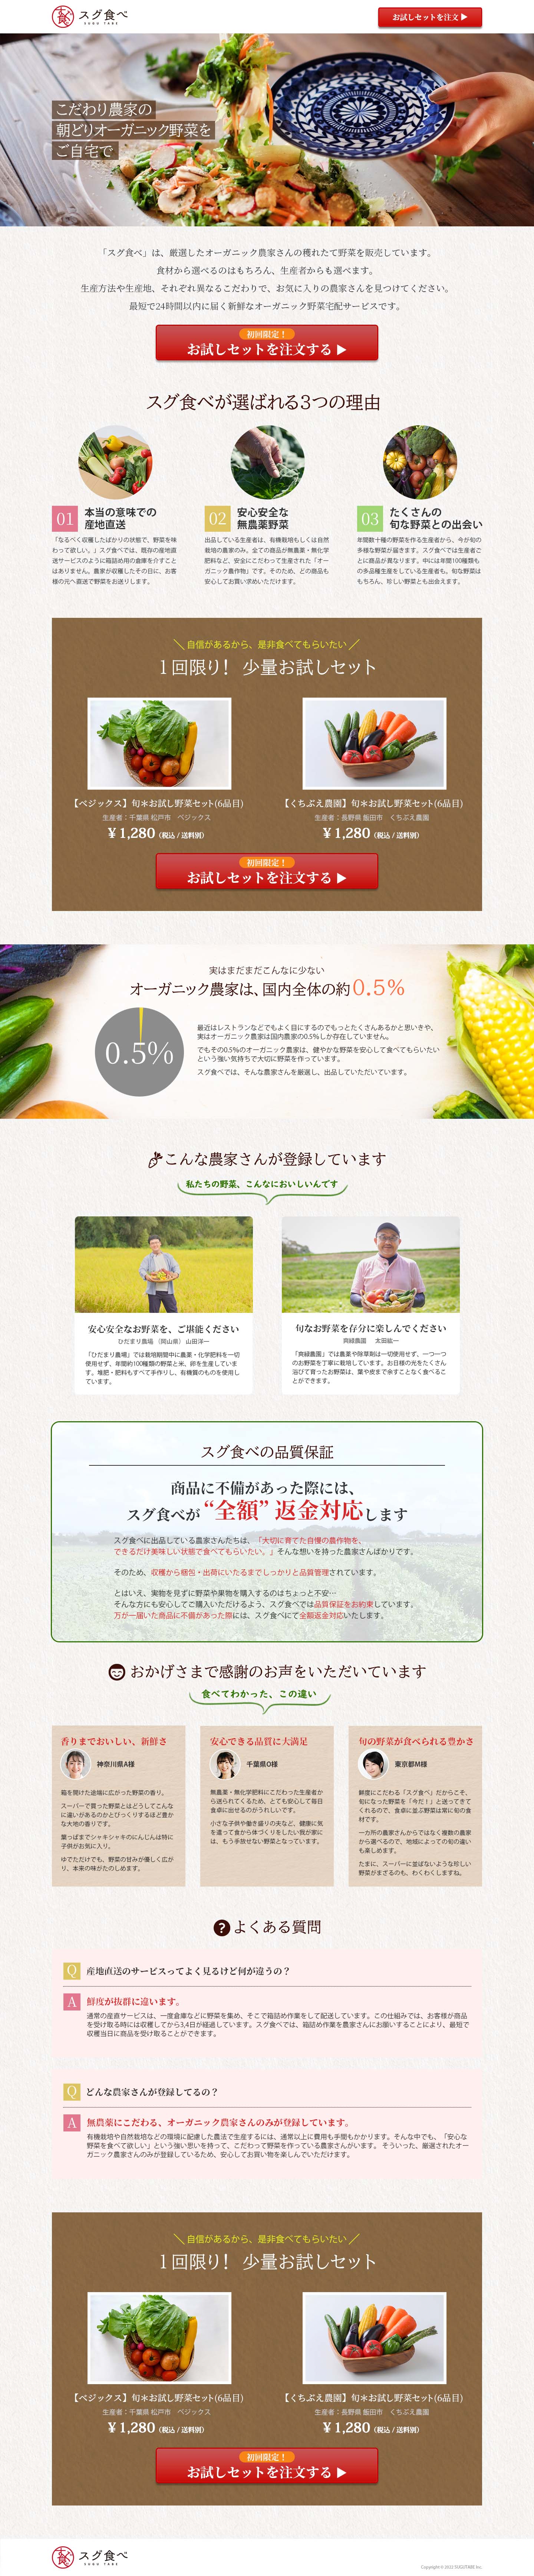 スグ食べ
SUGU TABE
お試しセットを注文 ▶
こだわり農家の
朝どりオーガニック野菜を
ご自宅で
「スグ食べ」は、厳選したオーガニック農家さんの穫れたて野菜を販売しています。
食材から選べるのはもちろん、生産者からも選べます。
生産方法や生産地、それぞれ異なるこだわりで、お気に入りの農家さんを見つけてください。
最短で24時間以内に届く新鮮なオーガニック野菜宅配サービスです。
初回限定！
お試しセットを注文する ▶
スグ食べが選ばれる3つの理由
01 本当の意味での
産地直送
「なるべく収穫したばかりの状態で、野菜を味
わって欲しい。」スグ食べでは、既存の産地直
送サービスのように箱詰め用の倉庫を介すこと
はありません。農家が収穫したその日に、お客
様の元へ直送で野菜をお送りします。
02 安心安全な
無農薬野菜
出品している生産者は、有機栽培もしくは自然
栽培の農家のみ。全ての商品が無農薬・無化学
肥料など、安全にこだわって生産された「オー
ガニック農作物」です。そのため、どの商品も
安心してお買い求めいただけます。
03 たくさんの
旬な野菜との出会い
年間数十種の野菜を作る生産者から、今が旬の
多様な野菜が届きます。スグ食べでは生産者ご
とに商品が異なります。中には年間100種類も
の多品種生産をしている生産者も。旬な野菜は
もちろん、珍しい野菜とも出会えます。
＼ 自信があるから、是非食べてもらいたい ／
1回限り！ 少量お試しセット
【ベジックス】旬＊お試し野菜セット(6品目)
生産者：千葉県 松戸市　ベジックス
¥1,280（税込 / 送料別）
【くちぶえ農園】旬＊お試し野菜セット(6品目)
生産者：長野県 飯田市　くちぶえ農園
¥1,280（税込 / 送料別）
初回限定！
お試しセットを注文する ▶
実はまだまだこんなに少ない
オーガニック農家は、国内全体の約0.5%
0.5%
最近はレストランなどでもよく目にするのでもっとたくさんあるかと思いきや、
実はオーガニック農家は国内農家の0.5%しか存在していません。
でもその0.5%のオーガニック農家は、健やかな野菜を安心して食べてもらいたい
という強い気持ちで大切に野菜を作っています。
スグ食べでは、そんな農家さんを厳選し、出品していただいています。
こんな農家さんが登録しています
私たちの野菜、こんなにおいしいんです
安心安全なお野菜を、ご堪能ください
ひだまり農場 （岡山県） 山田洋一
「ひだまり農場」では栽培期間中に農薬・化学肥料を一切
使用せず、年間約100種類の野菜と米、卵を生産していま
す。堆肥・肥料もすべて手作りし、有機質のものを使用し
ています。
旬なお野菜を存分に楽しんでください
爽緑農園　太田紘一
「爽緑農園」では農薬や除草剤は一切使用せず、一つ一つ
のお野菜を丁寧に栽培しています。お日様の光をたくさん
浴びて育ったお野菜は、葉や皮まで余すことなく食べるこ
とができます。
スグ食べの品質保証
商品に不備があった際には、
スグ食べが“全額” 返金対応します
スグ食べに出品している農家さんたちは、「大切に育てた自慢の農作物を、
できるだけ美味しい状態で食べてもらいたい。」そんな想いを持った農家さんばかりです。
そのため、収穫から梱包・出荷にいたるまでしっかりと品質管理されています。
とはいえ、実物を見ずに野菜や果物を購入するのはちょっと不安…
そんな方にも安心してご購入いただけるよう、スグ食べでは品質保証をお約束しています。
万が一届いた商品に不備があった際には、スグ食べにて全額返金対応いたします。
おかげさまで感謝のお声をいただいています
食べてわかった、この違い
香りまでおいしい、新鮮さ
神奈川県A様
箱を開けた途端に広がった野菜の香り。
スーパーで買った野菜とはどうしてこんな
に違いがあるのかとびっくりするほど豊か
な大地の香りです。
葉っぱまでシャキシャキのにんじんは特に
子供がお気に入り。
ゆでただけでも、野菜の甘みが優しく広が
り、本来の味がたのしめます。
安心できる品質に大満足
千葉県O様
無農薬・無化学肥料にこだわった生産者か
ら送られてくるため、とても安心して毎日
食卓に出せるのがうれしいです。
小さな子供や働き盛りの夫など、健康に気
を遣って食から体づくりをしたい我が家に
は、もう手放せない野菜となっています。
旬の野菜が食べられる豊かさ
東京都M様
鮮度にこだわる「スグ食べ」だからこそ、
旬になった野菜を「今だ！」と送ってきて
くれるので、食卓に並ぶ野菜は常に旬の食
材です。
一カ所の農家さんからではなく複数の農家
から選べるので、地域によっての旬の違い
も楽しめます。
たまに、スーパーに並ばないような珍しい
野菜がまざるのも、わくわくしますね。
? よくある質問
Q 産地直送のサービスってよく見るけど何が違うの？
A 鮮度が抜群に違います。
通常の産直サービスは、一度倉庫などに野菜を集め、そこで箱詰め作業をして配送しています。この仕組みでは、お客様が商品
を受け取る時には収穫してから3,4日が経過しています。スグ食べでは、箱詰め作業を農家さんにお願いすることにより、最短で
収穫当日に商品を受け取ることができます。
Q どんな農家さんが登録してるの？
A 無農薬にこだわる、オーガニック農家さんのみが登録しています。
有機栽培や自然栽培などの環境に配慮した農法で生産するには、通常以上に費用も手間もかかります。そんな中でも、「安心な
野菜を食べて欲しい」という強い思いを持って、こだわって野菜を作っている農家さんがいます。 そういった、厳選されたオー
ガニック農家さんのみが登録しているため、安心してお買い物を楽しんでいただけます。
＼ 自信があるから、是非食べてもらいたい ／
1回限り！ 少量お試しセット
【ベジックス】旬＊お試し野菜セット(6品目)
生産者：千葉県 松戸市　ベジックス
¥1,280（税込 / 送料別）
【くちぶえ農園】旬＊お試し野菜セット(6品目)
生産者：長野県 飯田市　くちぶえ農園
¥1,280（税込 / 送料別）
初回限定！
お試しセットを注文する ▶
スグ食べ
SUGU TABE
Copyright © 2022 SUGUTABE Inc.